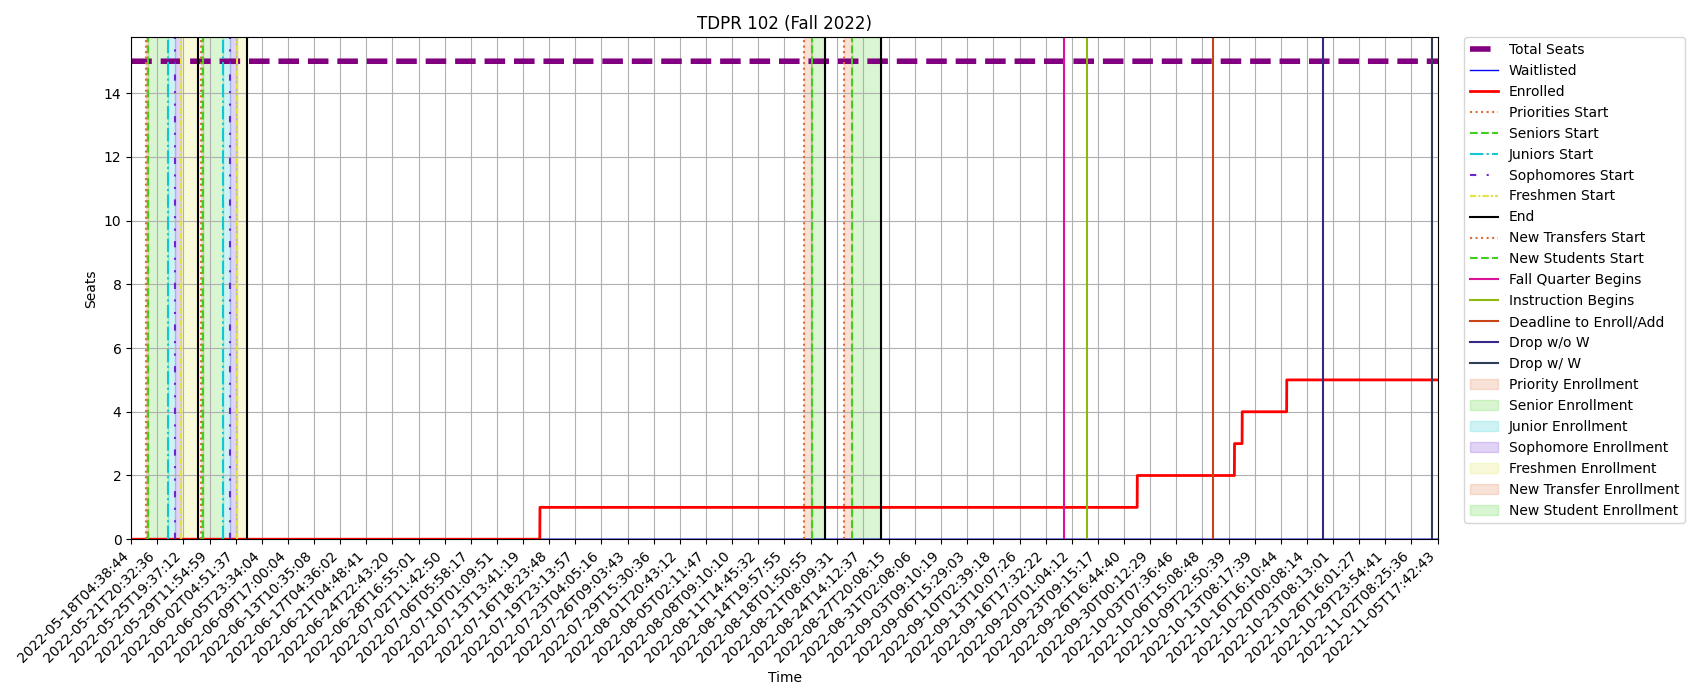 TDPR 102 (Fall 2022)
Seats
14
12
10
8
6
4
2
0
2022-05-18T04:38:44
2022-05-21T20:32:36
2022-05-25T19:37:12
2022-05-29T11:54:59
2022-06-02T04:51:37
2022-06-05T23:34:04
2022-06-09T17:00:04
2022-06-13T10:35:08
2022-06-17T04:36:02
2022-06-21T04:48:41
2022-06-24T22:43:20
2022-06-28T16:55:01
2022-07-02T11:42:50
2022-07-06T05:58:17
2022-07-10T01:09:51
2022-07-13T13:41:19
2022-07-16T18:23:48
2022-07-19T23:13:57
2022-07-23T04:05:16
2022-07-26T09:03:43
2022-07-29T15:30:36
2022-08-01T20:43:12
2022-08-05T02:11:47
2022-08-08T09:10:10
2022-08-11T14:45:32
2022-08-14T19:57:55
2022-08-18T01:50:55
2022-08-21T08:09:31
2022-08-24T14:12:37
2022-08-27T20:08:15
2022-08-31T02:08:06
2022-09-03T09:10:19
2022-09-06T15:29:03
2022-09-10T02:39:18
2022-09-13T10:07:26
2022-09-16T17:32:22
2022-09-20T01:04:12
2022-09-23T09:15:17
2022-09-26T16:44:40
2022-09-30T00:12:29
2022-10-03T07:36:46
2022-10-06T15:08:48
2022-10-09T22:50:39
2022-10-13T08:17:39
2022-10-16T16:10:44
2022-10-20T00:08:14
2022-10-23T08:13:01
2022-10-26T16:01:27
2022-10-29T23:54:41
2022-11-02T08:25:36
2022-11-05T17:42:43
Time
Total Seats
Waitlisted
Enrolled
Priorities Start
Seniors Start
Juniors Start
Sophomores Start
Freshmen Start
End
New Transfers Start
New Students Start
Fall Quarter Begins
Instruction Begins
Deadline to Enroll/Add
Drop w/o W
Drop w/ W
Priority Enrollment
Senior Enrollment
Junior Enrollment
Sophomore Enrollment
Freshmen Enrollment
New Transfer Enrollment
New Student Enrollment